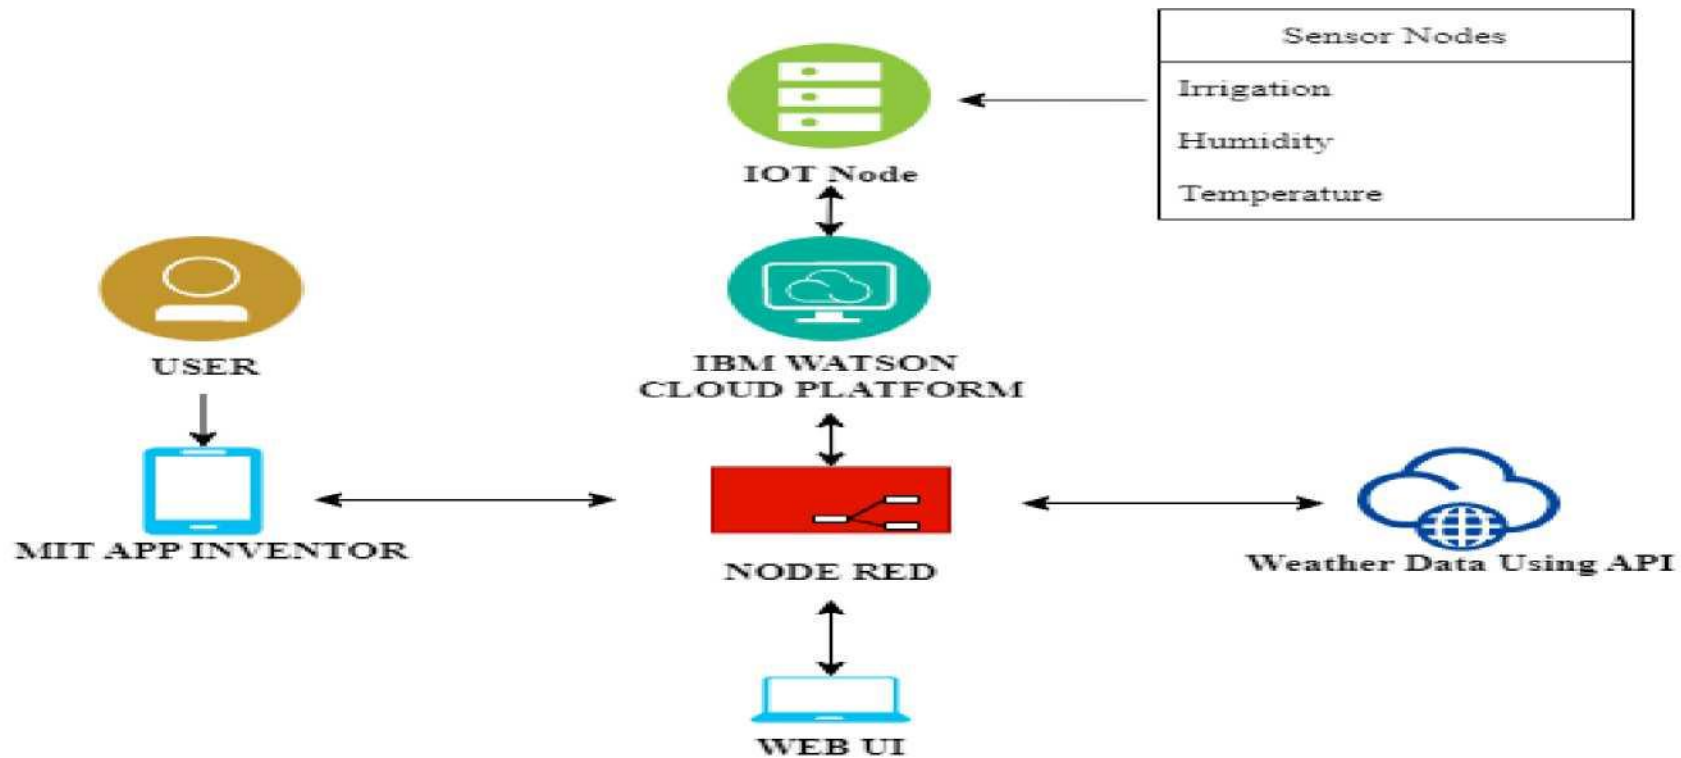 Sensor Nodes
Irrigation
Humidity
Temperature
IOT Node
USER
IBM WATSON
CLOUD PLATFORM
MIT APP INVENTOR
NODE RED
Weather Data Using API
WEB UI